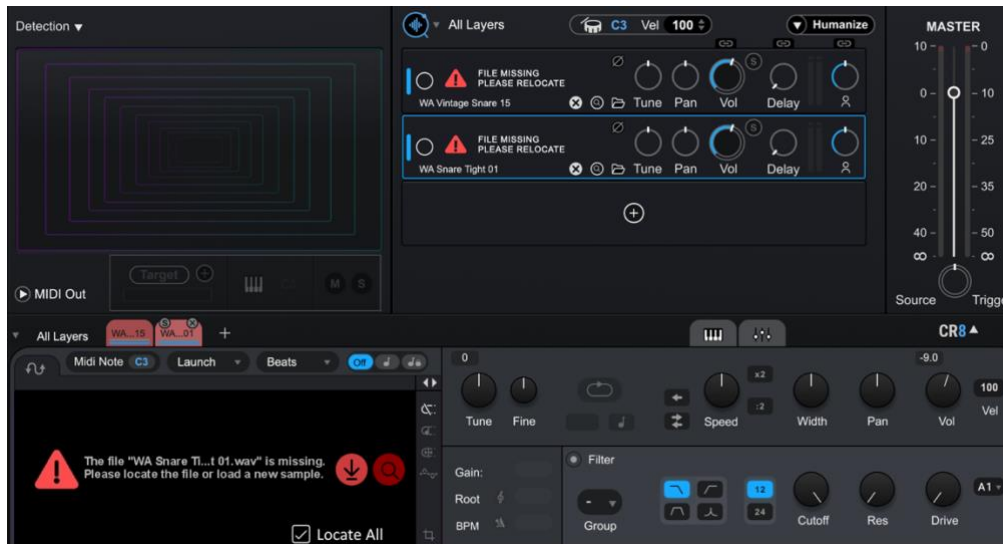 Detection
All Layers
C3 Vel 100
Humanize
MASTER
10 0
0 10
10 25
20 35
40 50
∞ ∞
Source Trigg
FILE MISSING
PLEASE RELOCATE
WA Vintage Snare 15
S
Tune Pan Vol Delay
FILE MISSING
PLEASE RELOCATE
WA Snare Tight 01
S
Tune Pan Vol Delay
Target
C3
M S
MIDI Out
All Layers
WA...15
WA...01
S
CR8
Midi Note C3 Launch Beats Off
The file "WA Snare Ti...t 01.wav" is missing.
Please locate the file or load a new sample.
Locate All
0
Tune Fine
x2
:2
Speed Width Pan
-9.0
Vol
100
Vel
Gain:
Root
BPM
Filter
-
Group
12
24
Cutoff Res Drive
A1